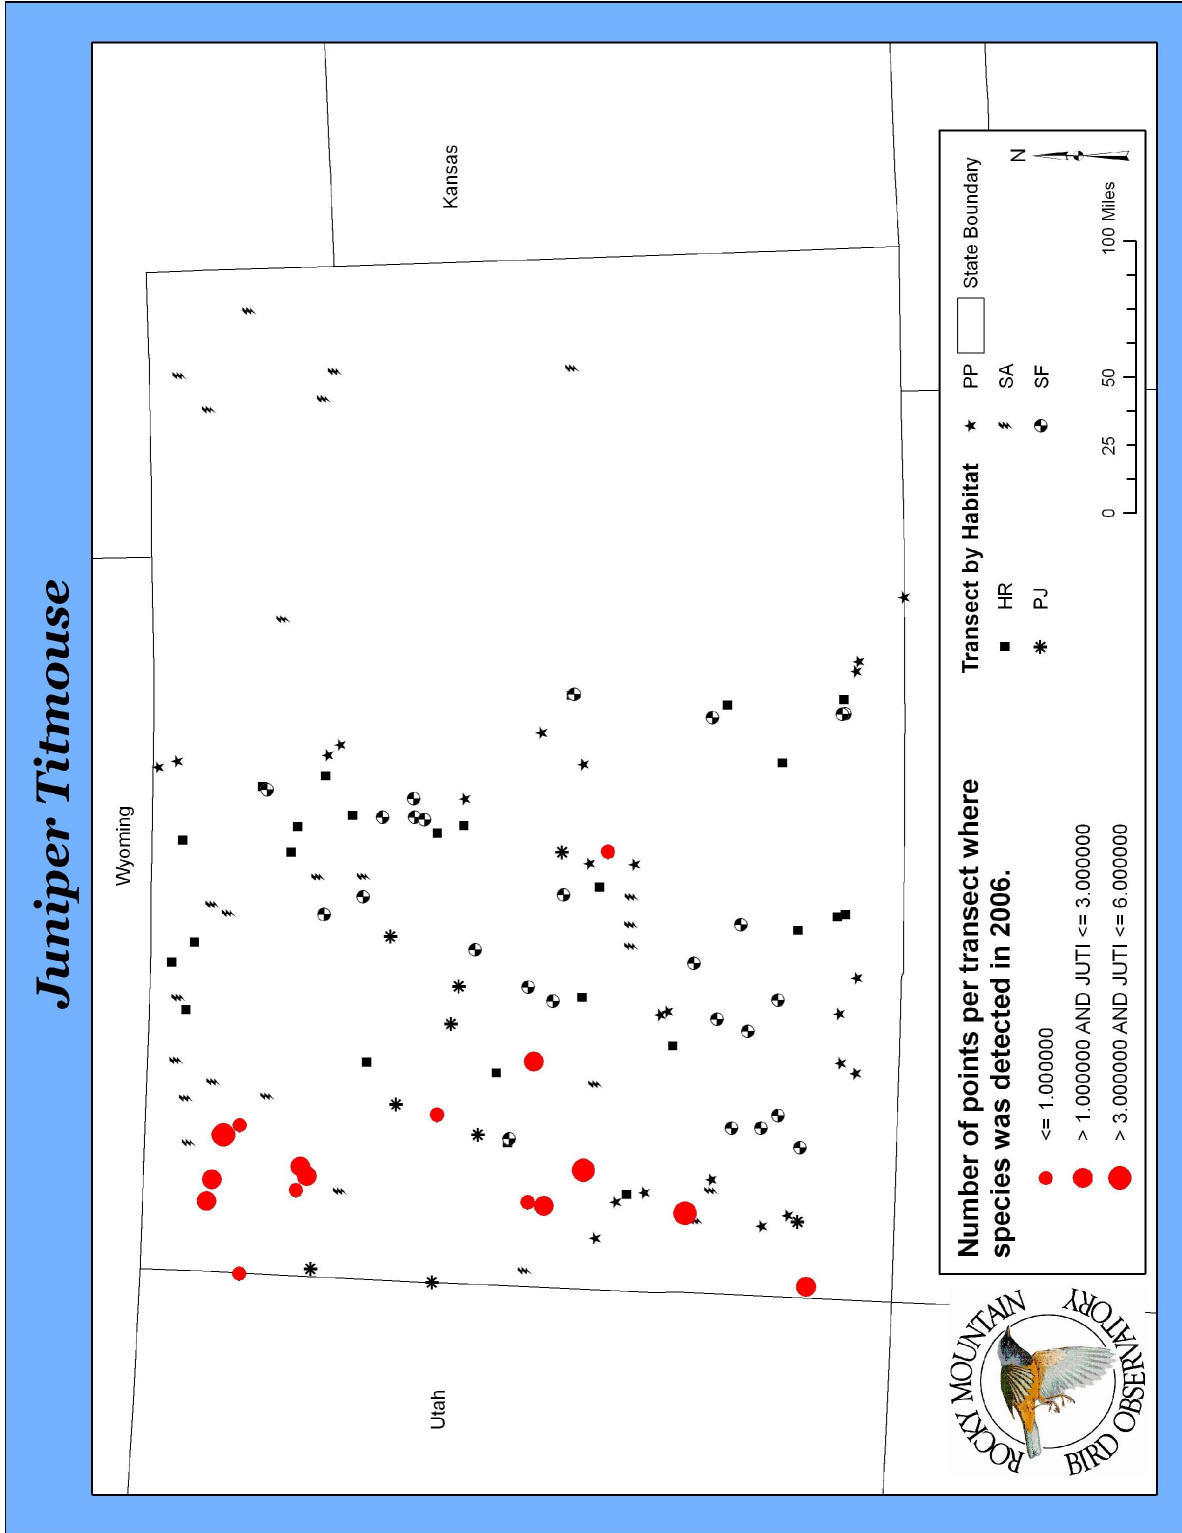 Juniper Titmouse
Wyoming
Utah
Kansas
Number of points per transect where
species was detected in 2006.
<= 1.000000
> 1.000000 AND JUTI <= 3.000000
> 3.000000 AND JUTI <= 6.000000
Transect by Habitat
HR
PJ
PP
SA
SF
State Boundary
N
0 25 50 100 Miles
ROCKY MOUNTAIN
BIRD OBSERVATORY